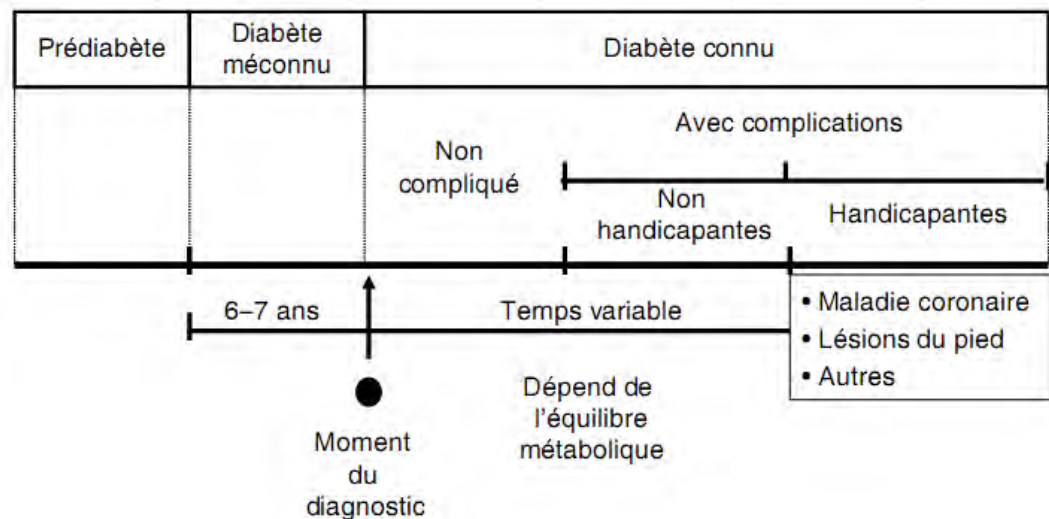 Prédiabète
Diabète
méconnu
Diabète connu
Non
compliqué
Avec complications
Non
handicapantes
Handicapantes
6–7 ans
Temps variable
• Maladie coronaire
• Lésions du pied
• Autres
Moment
du
diagnostic
Dépend de
l'équilibre
métabolique